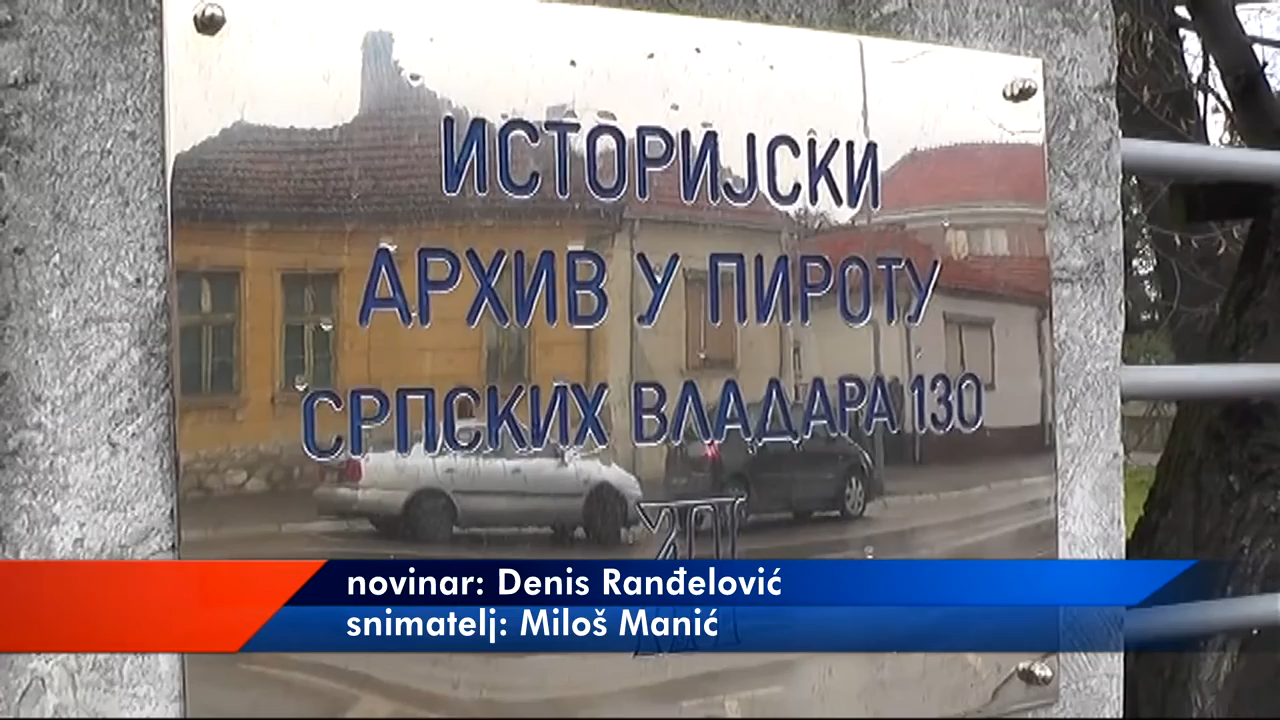 ИСТОРИЈСКИ
АРХИВ У ПИРОТУ
СРПСКИХ ВЛАДАРА 130
novinar: Denis Ranđelović
snimatelj: Miloš Manić